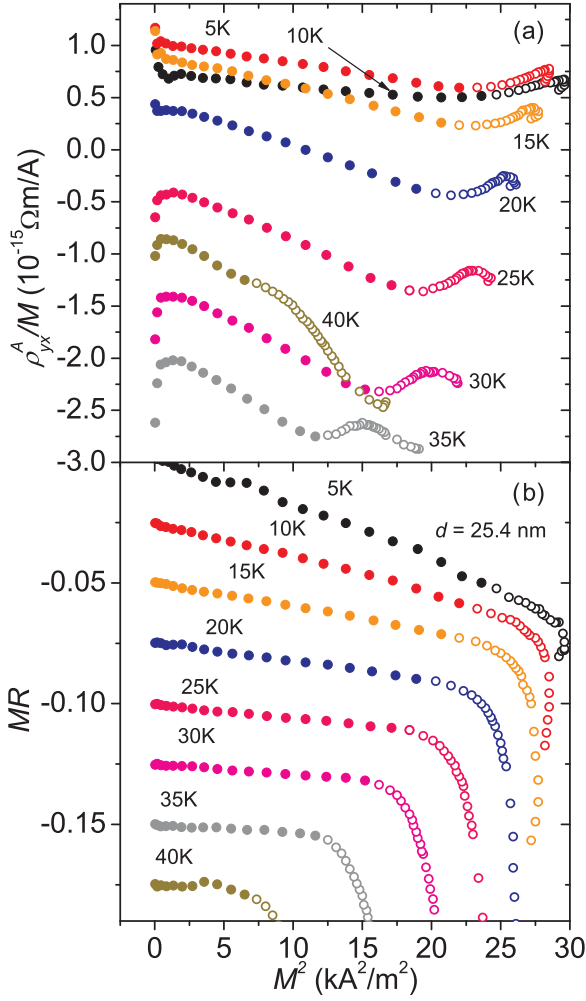 (a)
5K
10K
15K
20K
25K
40K
30K
35K
1.0
0.5
0.0
-0.5
-1.0
-1.5
-2.0
-2.5
-3.0
ρᴬyx/M (10⁻¹⁵Ωm/A)
(b)
5K
d = 25.4 nm
10K
15K
20K
25K
30K
35K
40K
-0.05
-0.10
-0.15
MR
0 5 10 15 20 25 30
M² (kA²/m²)